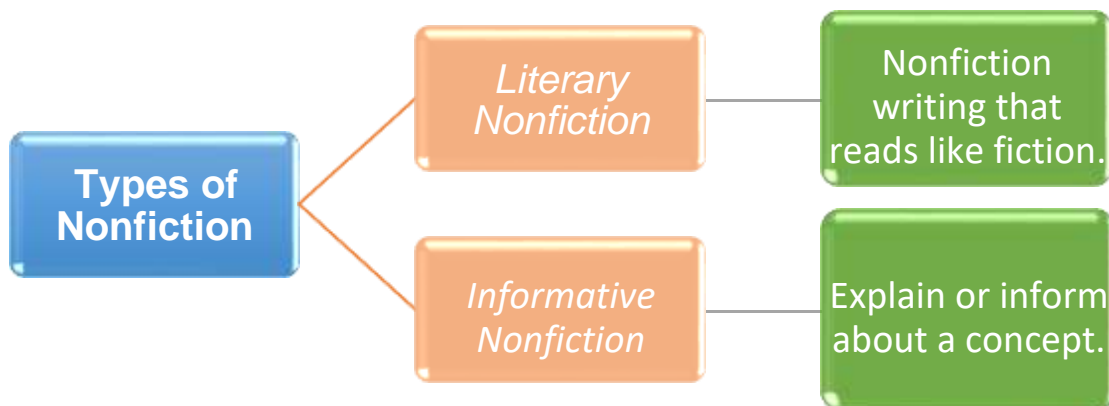 Types of
Nonfiction
Literary
Nonfiction
Nonfiction
writing that
reads like fiction.
Informative
Nonfiction
Explain or inform
about a concept.